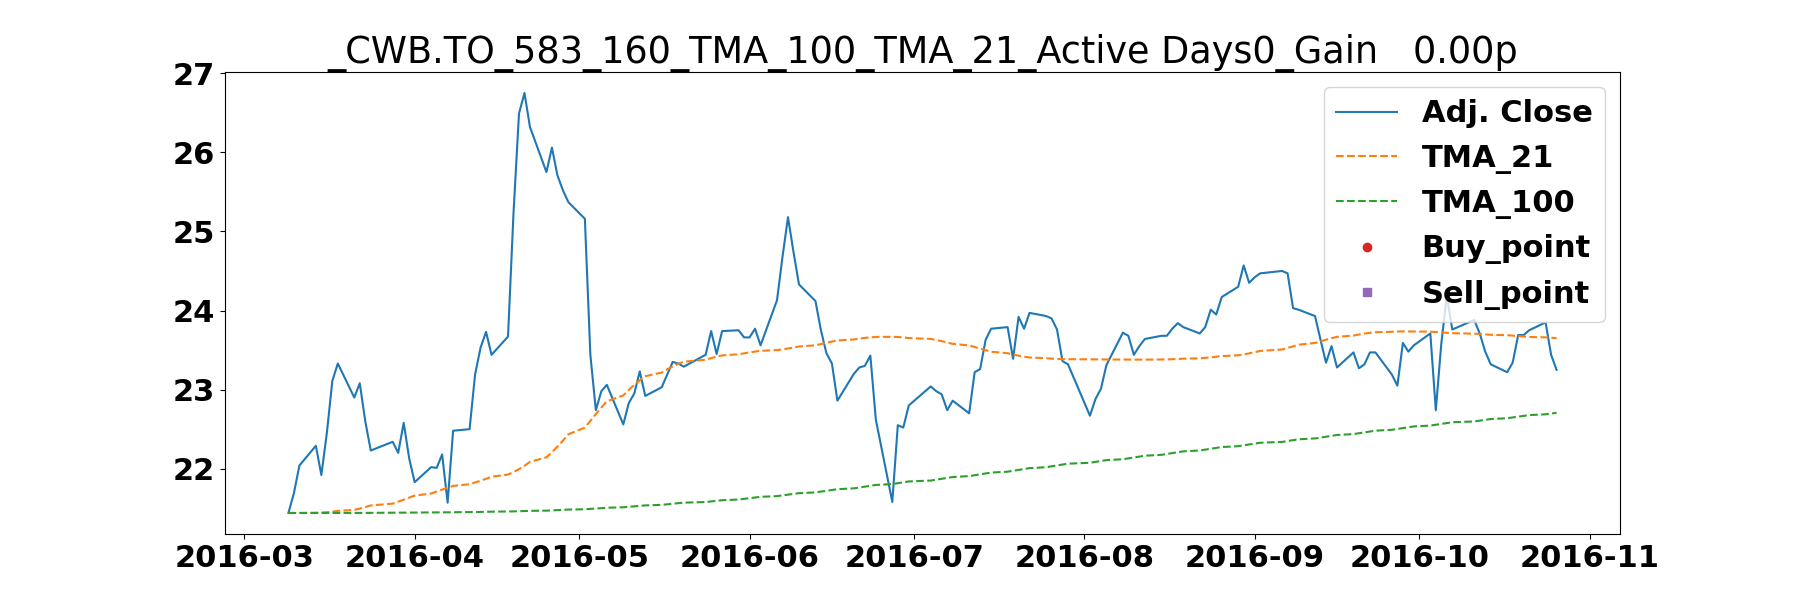 _CWB.TO_583_160_TMA_100_TMA_21_Active Days0_Gain   0.00p
27
26
25
24
23
22
Adj. Close
TMA_21
TMA_100
Buy_point
Sell_point
2016-03 2016-04 2016-05 2016-06 2016-07 2016-08 2016-09 2016-10 2016-11